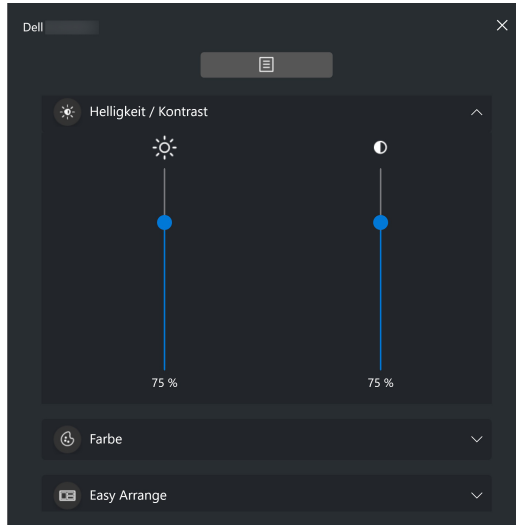 Dell
Helligkeit / Kontrast
75 % 75 %
Farbe
Easy Arrange